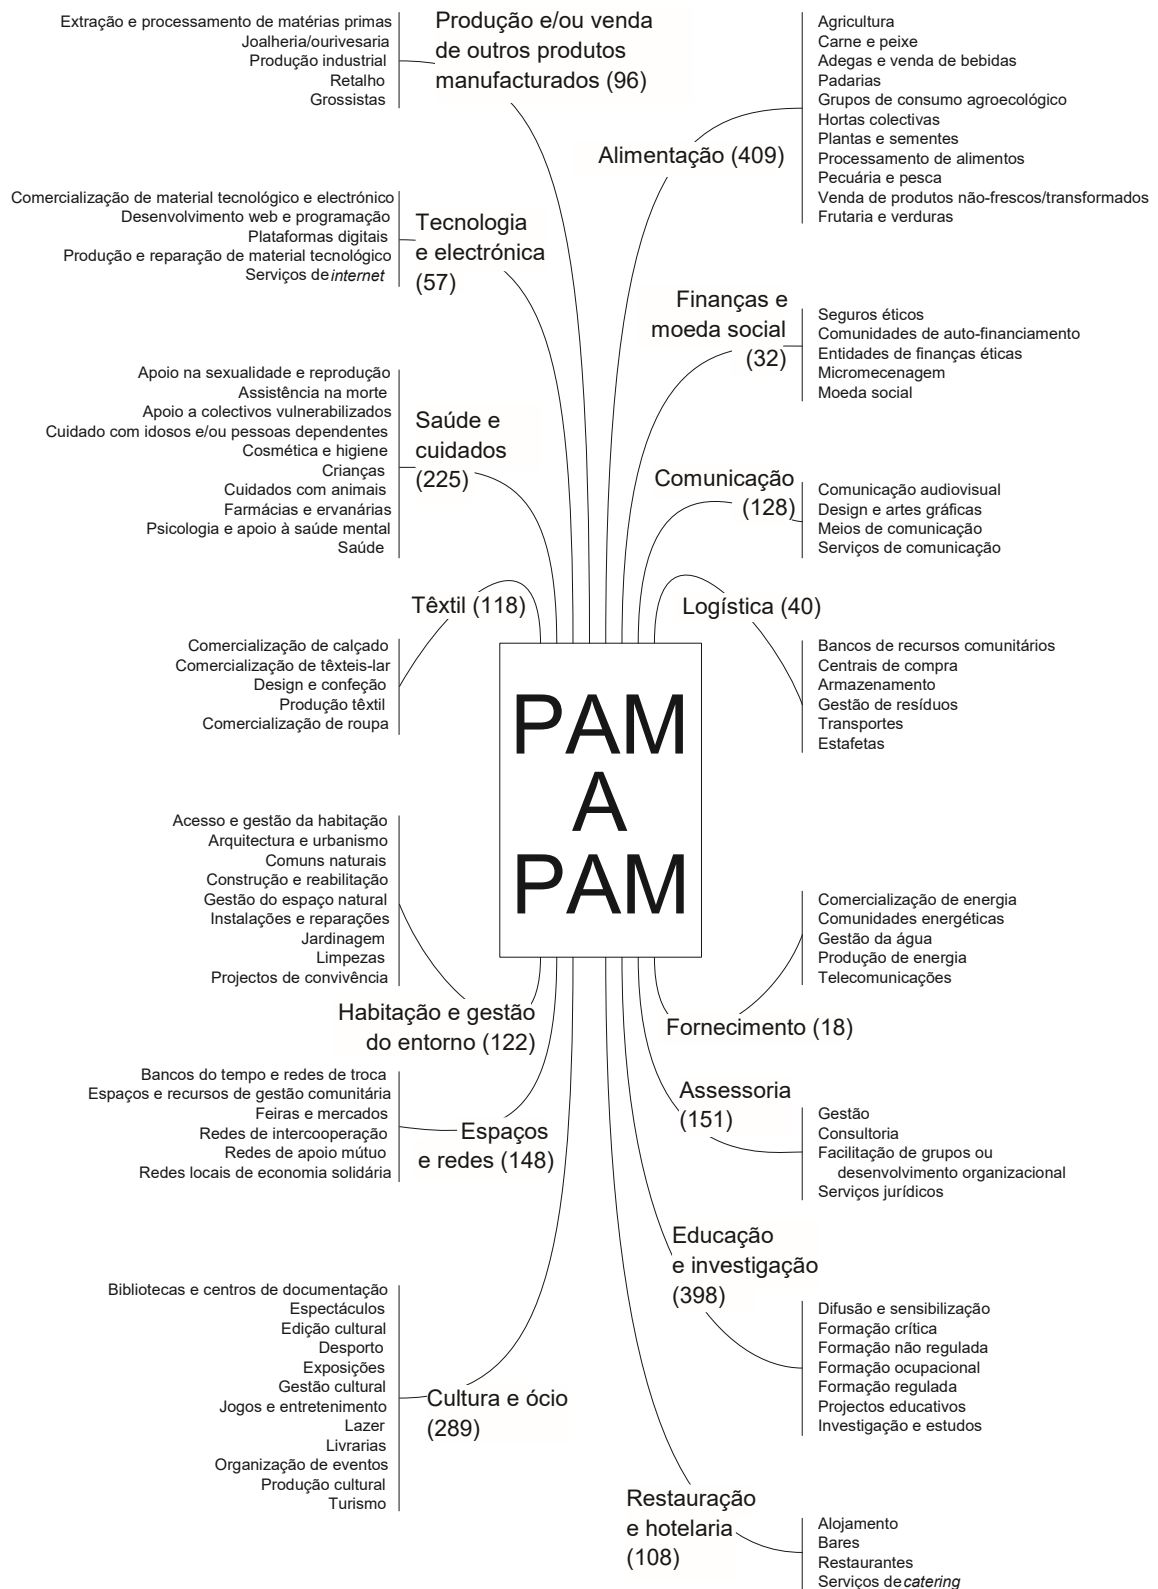 Extração e processamento de matérias primas
Joalheria/ourivesaria
Produção industrial
Retalho
Grossistas
Produção e/ou venda
de outros produtos
manufacturados (96)
Agricultura
Carne e peixe
Adegas e venda de bebidas
Padarias
Grupos de consumo agroecológico
Hortas colectivas
Plantas e sementes
Processamento de alimentos
Pecuária e pesca
Venda de produtos não-frescos/transformados
Frutaria e verduras
Alimentação (409)
Comercialização de material tecnológico e electrónico
Desenvolvimento web e programação
Plataformas digitais
Produção e reparação de material tecnológico
Serviços de internet
Tecnologia
e electrónica
(57)
Finanças e
moeda social
(32)
Seguros éticos
Comunidades de auto-financiamento
Entidades de finanças éticas
Micromecenagem
Moeda social
Apoio na sexualidade e reprodução
Assistência na morte
Apoio a colectivos vulnerabilizados
Cuidado com idosos e/ou pessoas dependentes
Cosmética e higiene
Crianças
Cuidados com animais
Farmácias e ervanárias
Psicologia e apoio à saúde mental
Saúde
Saúde e
cuidados
(225)
Comunicação
(128)
Comunicação audiovisual
Design e artes gráficas
Meios de comunicação
Serviços de comunicação
Têxtil (118)
Comercialização de calçado
Comercialização de têxteis-lar
Design e confeção
Produção têxtil
Comercialização de roupa
Logística (40)
Bancos de recursos comunitários
Centrais de compra
Armazenamento
Gestão de resíduos
Transportes
Estafetas
PAM
A
PAM
Acesso e gestão da habitação
Arquitectura e urbanismo
Comuns naturais
Construção e reabilitação
Gestão do espaço natural
Instalações e reparações
Jardinagem
Limpezas
Projectos de convivência
Habitação e gestão
do entorno (122)
Comercialização de energia
Comunidades energéticas
Gestão da água
Produção de energia
Telecomunicações
Fornecimento (18)
Bancos do tempo e redes de troca
Espaços e recursos de gestão comunitária
Feiras e mercados
Redes de intercooperação
Redes de apoio mútuo
Redes locais de economia solidária
Espaços
e redes (148)
Assessoria
(151)
Gestão
Consultoria
Facilitação de grupos ou
desenvolvimento organizacional
Serviços jurídicos
Educação
e investigação
(398)
Difusão e sensibilização
Formação crítica
Formação não regulada
Formação ocupacional
Formação regulada
Projectos educativos
Investigação e estudos
Bibliotecas e centros de documentação
Espectáculos
Edição cultural
Desporto
Exposições
Gestão cultural
Jogos e entretenimento
Lazer
Livrarias
Organização de eventos
Produção cultural
Turismo
Cultura e ócio
(289)
Restauração
e hotelaria
(108)
Alojamento
Bares
Restaurantes
Serviços de catering